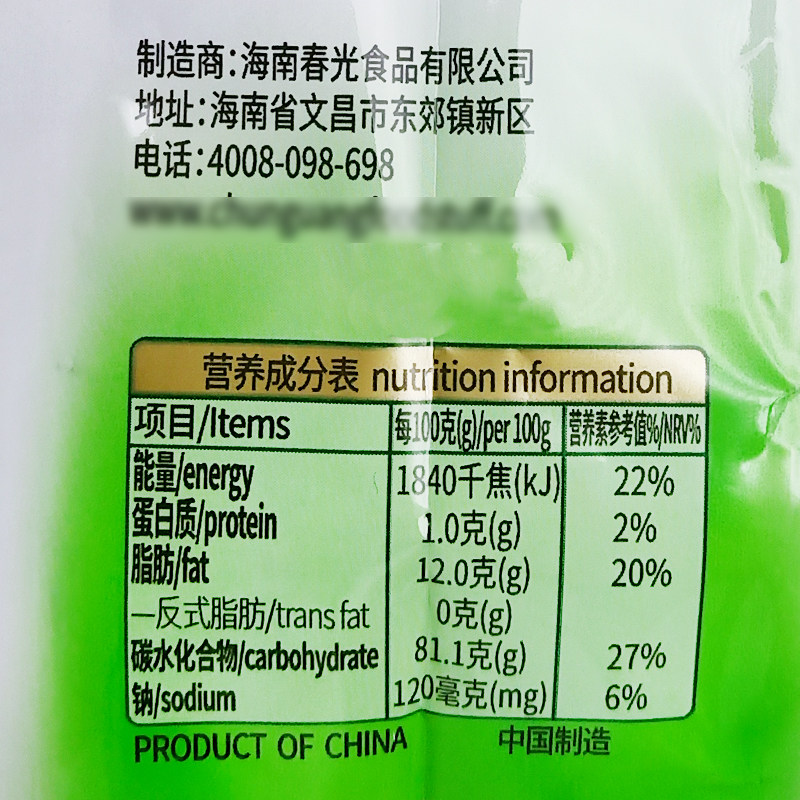 制造商:海南春光食品有限公司
地址:海南省文昌市东郊镇新区
电话:4008-098-698
营养成分表 nutrition information
项目/Items 每100克(g)/per 100g 营养素参考值%/NRV%
能量/energy 1840千焦(kJ) 22%
蛋白质/protein 1.0克(g) 2%
脂肪/fat 12.0克(g) 20%
—反式脂肪/trans fat 0克(g)
碳水化合物/carbohydrate 81.1克(g) 27%
钠/sodium 120毫克(mg) 6%
PRODUCT OF CHINA 中国制造